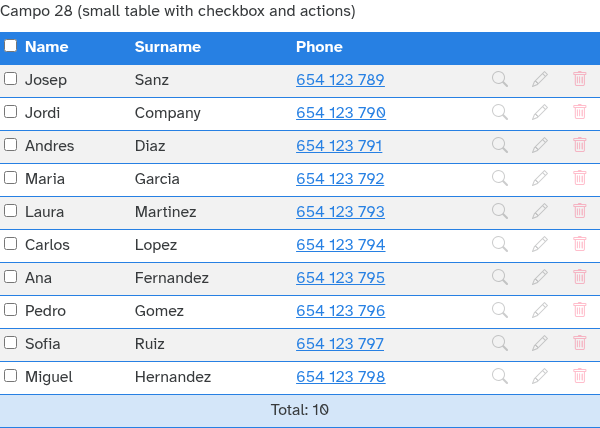 Campo 28 (small table with checkbox and actions)
Name Surname Phone
Josep Sanz 654 123 789
Jordi Company 654 123 790
Andres Diaz 654 123 791
Maria Garcia 654 123 792
Laura Martinez 654 123 793
Carlos Lopez 654 123 794
Ana Fernandez 654 123 795
Pedro Gomez 654 123 796
Sofia Ruiz 654 123 797
Miguel Hernandez 654 123 798
Total: 10